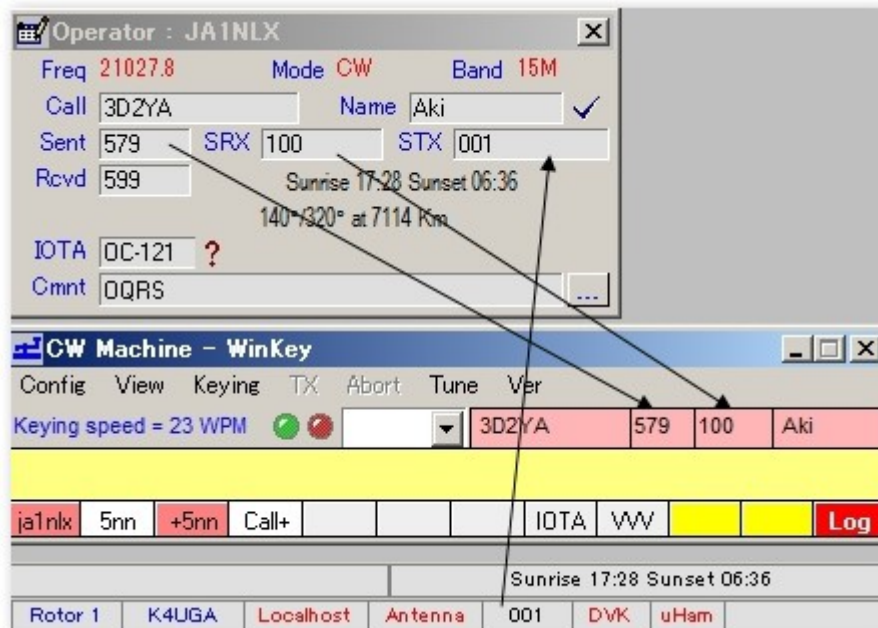 Operator : JA1NLX
Freq 21027.8 Mode CW Band 15M
Call 3D2YA Name Aki
Sent 579 SRX 100 STX 001
Rcvd 599 Sunrise 17:28 Sunset 06:36
140°/320° at 7114 Km
IOTA OC-121 ?
Cmnt OQRS ...
CW Machine - WinKey
Config View Keying TX Abort Tune Ver
Keying speed = 23 WPM 3D2YA 579 100 Aki
ja1nlx 5nn +5nn Call+ IOTA VVV Log
Sunrise 17:28 Sunset 06:36
Rotor 1 K4UGA Localhost Antenna 001 DVK uHam